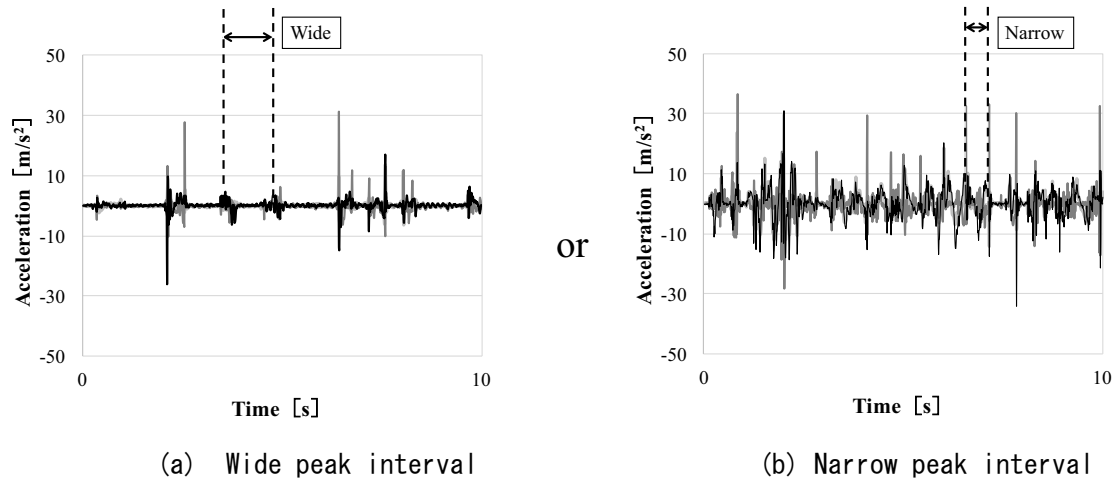 Wide
50
30
10
-10
-30
-50
Acceleration [m/s²]
0
10
Time [s]
(a) Wide peak interval
or
Narrow
50
30
10
-10
-30
-50
Acceleration [m/s²]
0
10
Time [s]
(b) Narrow peak interval